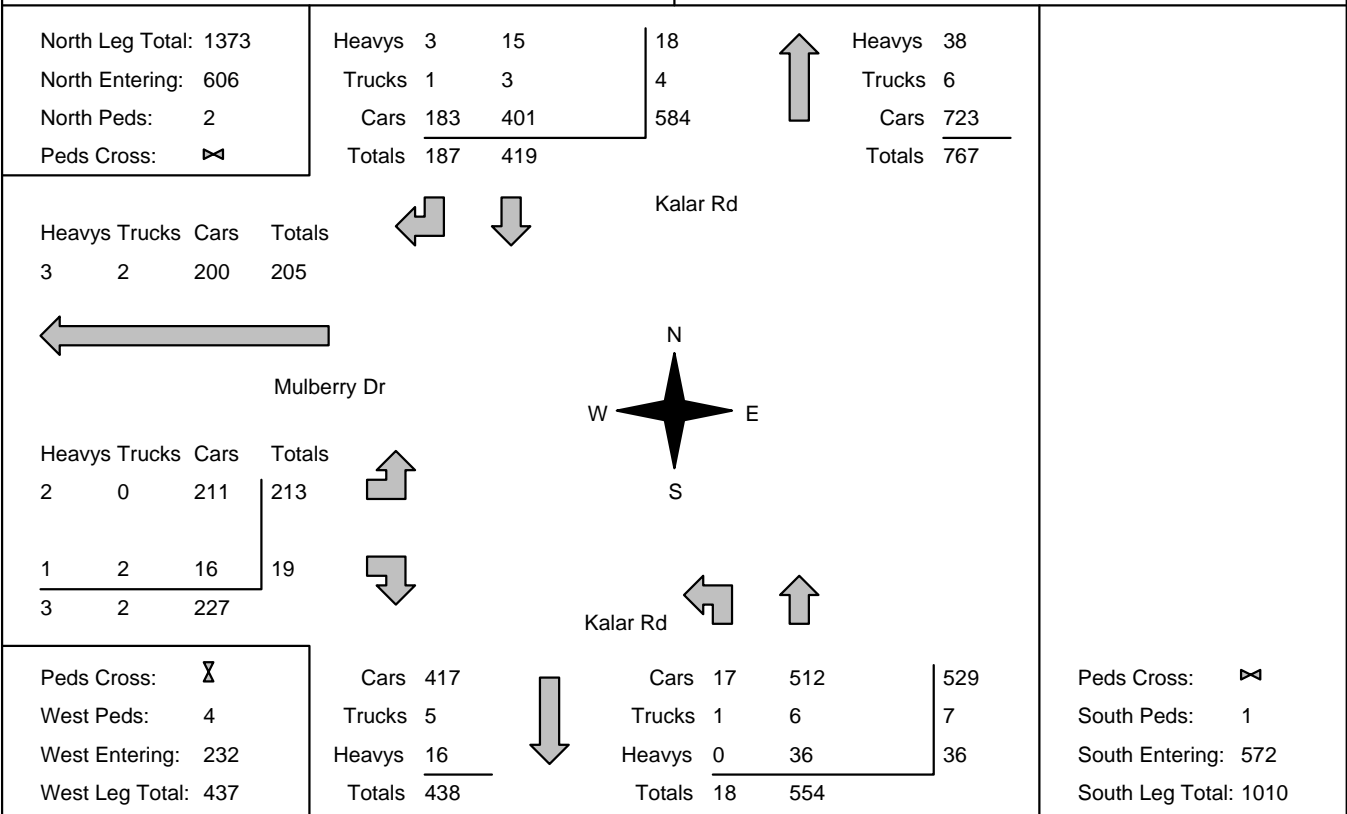 North Leg Total: 1373
North Entering: 606
North Peds: 2
Peds Cross:
Heavys 3 15 18
Trucks 1 3 4
Cars 183 401 584
Totals 187 419
Heavys 38
Trucks 6
Cars 723
Totals 767
Kalar Rd
Heavys Trucks Cars Totals
3 2 200 205
Mulberry Dr
N
W E
S
Heavys Trucks Cars Totals
2 0 211 213
1 2 16 19
3 2 227
Kalar Rd
Peds Cross:
West Peds: 4
West Entering: 232
West Leg Total: 437
Cars 417
Trucks 5
Heavys 16
Totals 438
Cars 17 512 529
Trucks 1 6 7
Heavys 0 36 36
Totals 18 554
Peds Cross:
South Peds: 1
South Entering: 572
South Leg Total: 1010